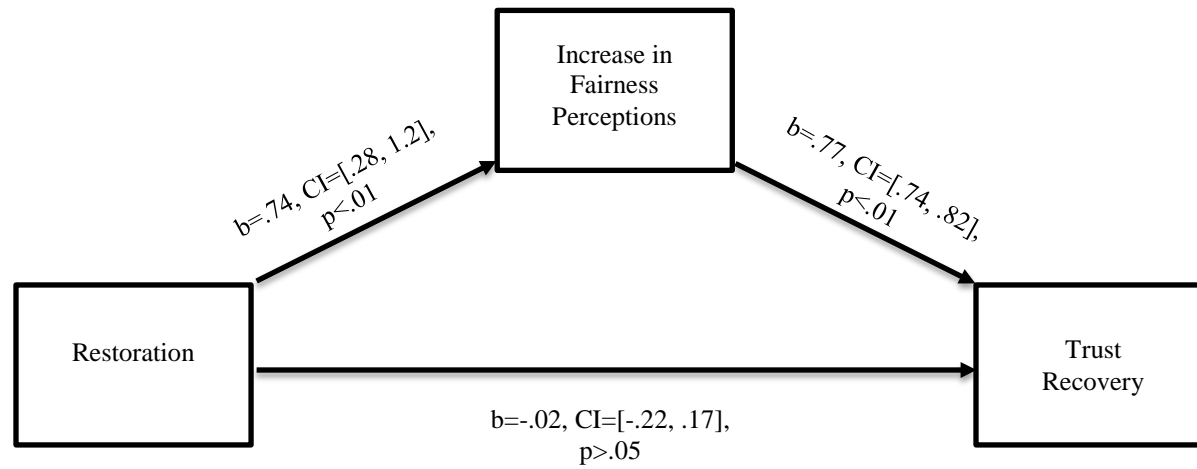 Increase in
Fairness
Perceptions
b=.74, CI=[.28, 1.2],
p<.01
b=.77, CI=[.74, .82],
p<.01
Restoration
Trust
Recovery
b=-.02, CI=[-.22, .17],
p>.05